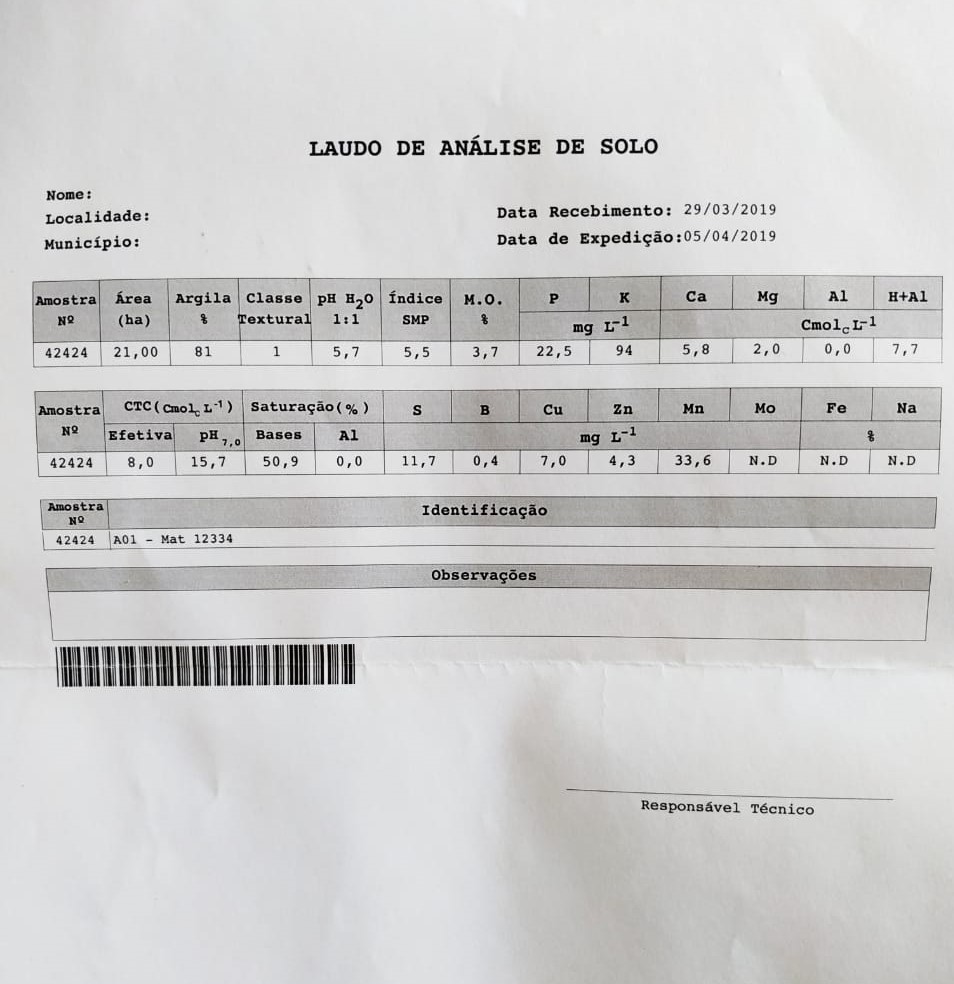 LAUDO DE ANÁLISE DE SOLO
Nome:
Localidade:
Município:
Data Recebimento: 29/03/2019
Data de Expedição:05/04/2019
Amostra Nº Área (ha) Argila % Classe Textural pH H₂O 1:1 Índice SMP M.O. % P K mg L⁻¹ Ca Mg Al H+Al Cmol꜀L⁻¹
42424 21,00 81 1 5,7 5,5 3,7 22,5 94 5,8 2,0 0,0 7,7
Amostra Nº CTC(Cmol꜀L⁻¹) Efetiva pH 7,0 Saturação(%) Bases Al S B Cu Zn Mn Mo mg L⁻¹ Fe Na %
42424 8,0 15,7 50,9 0,0 11,7 0,4 7,0 4,3 33,6 N.D N.D N.D
Amostra Nº Identificação
42424 A01 - Mat 12334
Observações
Responsável Técnico